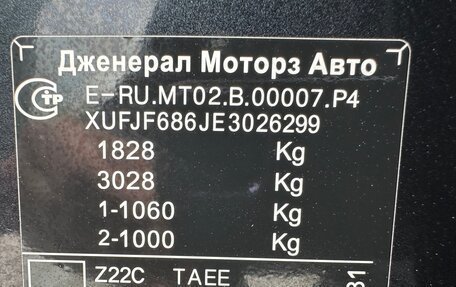 Дженерал Моторз Авто
ТР E-RU.MT02.B.00007.P4
XUFJF686JE3026299
1828 Kg
3028 Kg
1-1060 Kg
2-1000 Kg
Z22C TAEE